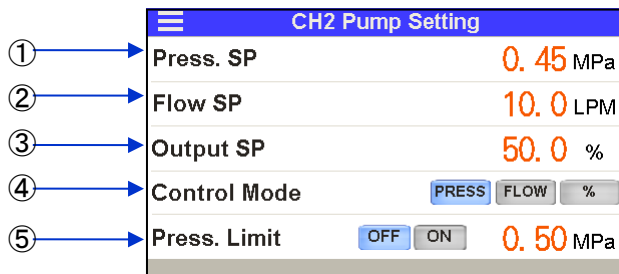 CH2 Pump Setting
① Press. SP 0.45 MPa
② Flow SP 10.0 LPM
③ Output SP 50.0 %
④ Control Mode PRESS FLOW %
⑤ Press. Limit OFF ON 0.50 MPa